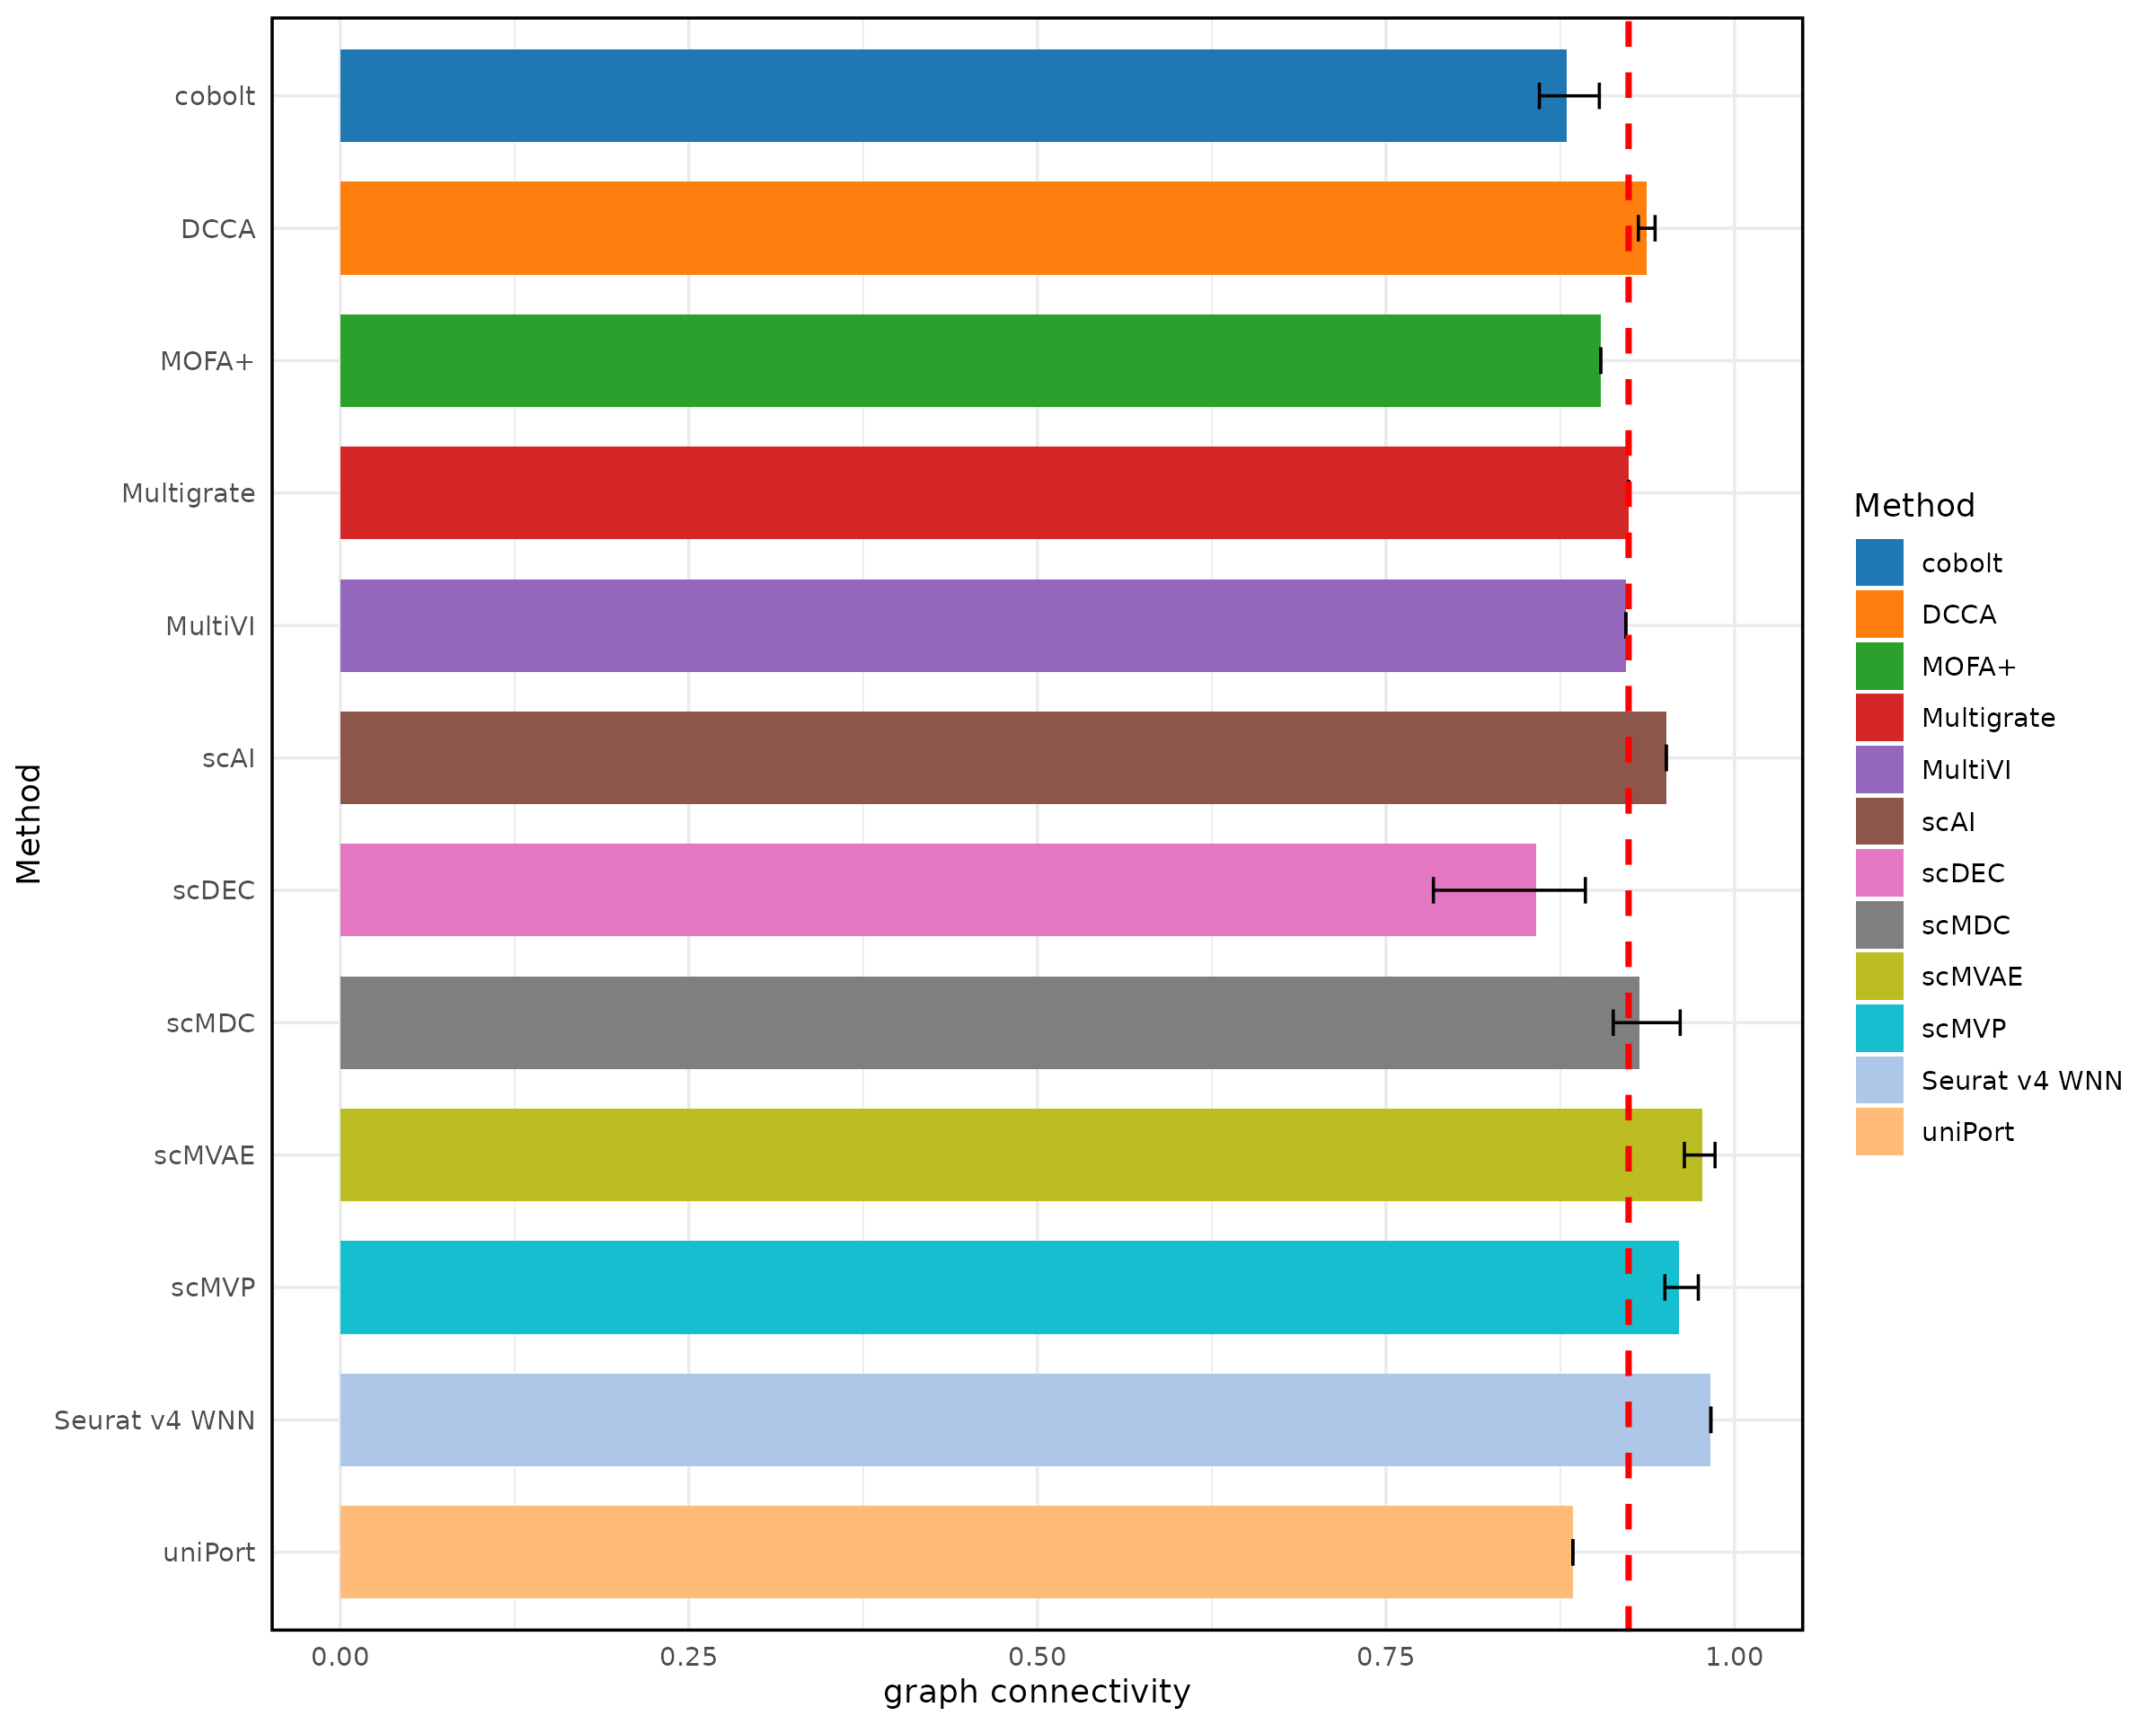 cobolt
DCCA
MOFA+
Multigrate
MultiVI
scAI
scDEC
scMDC
scMVAE
scMVP
Seurat v4 WNN
uniPort
Method
0.00 0.25 0.50 0.75 1.00
graph connectivity
Method
cobolt
DCCA
MOFA+
Multigrate
MultiVI
scAI
scDEC
scMDC
scMVAE
scMVP
Seurat v4 WNN
uniPort